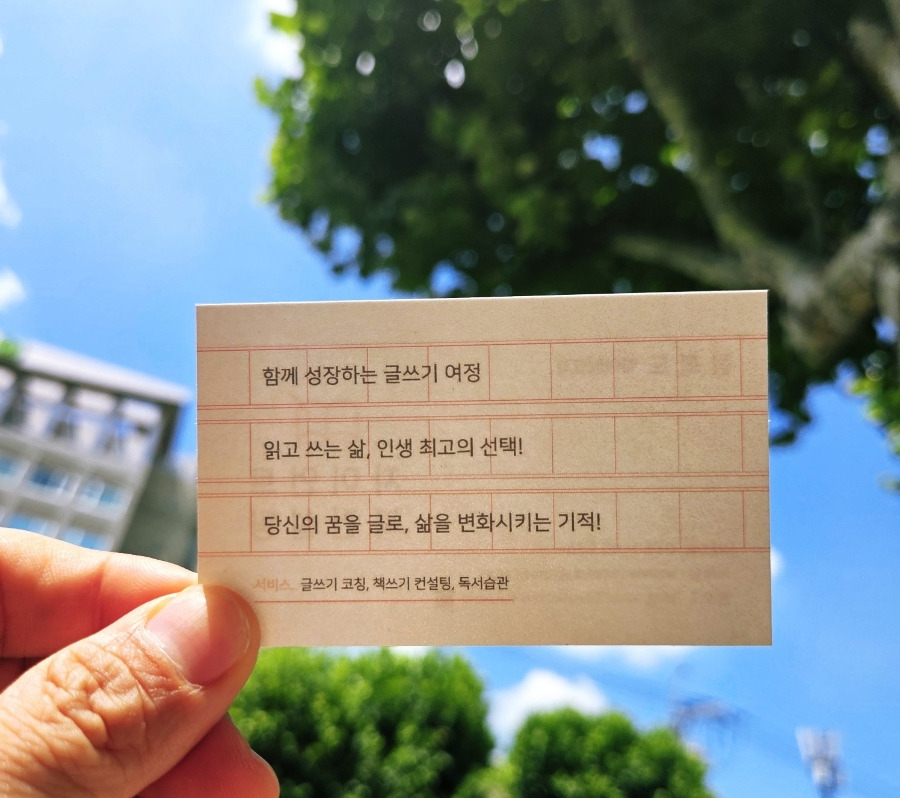 함께 성장하는 글쓰기 여정
읽고 쓰는 삶, 인생 최고의 선택!
당신의 꿈을 글로, 삶을 변화시키는 기적!
서비스 글쓰기 코칭, 책쓰기 컨설팅, 독서습관